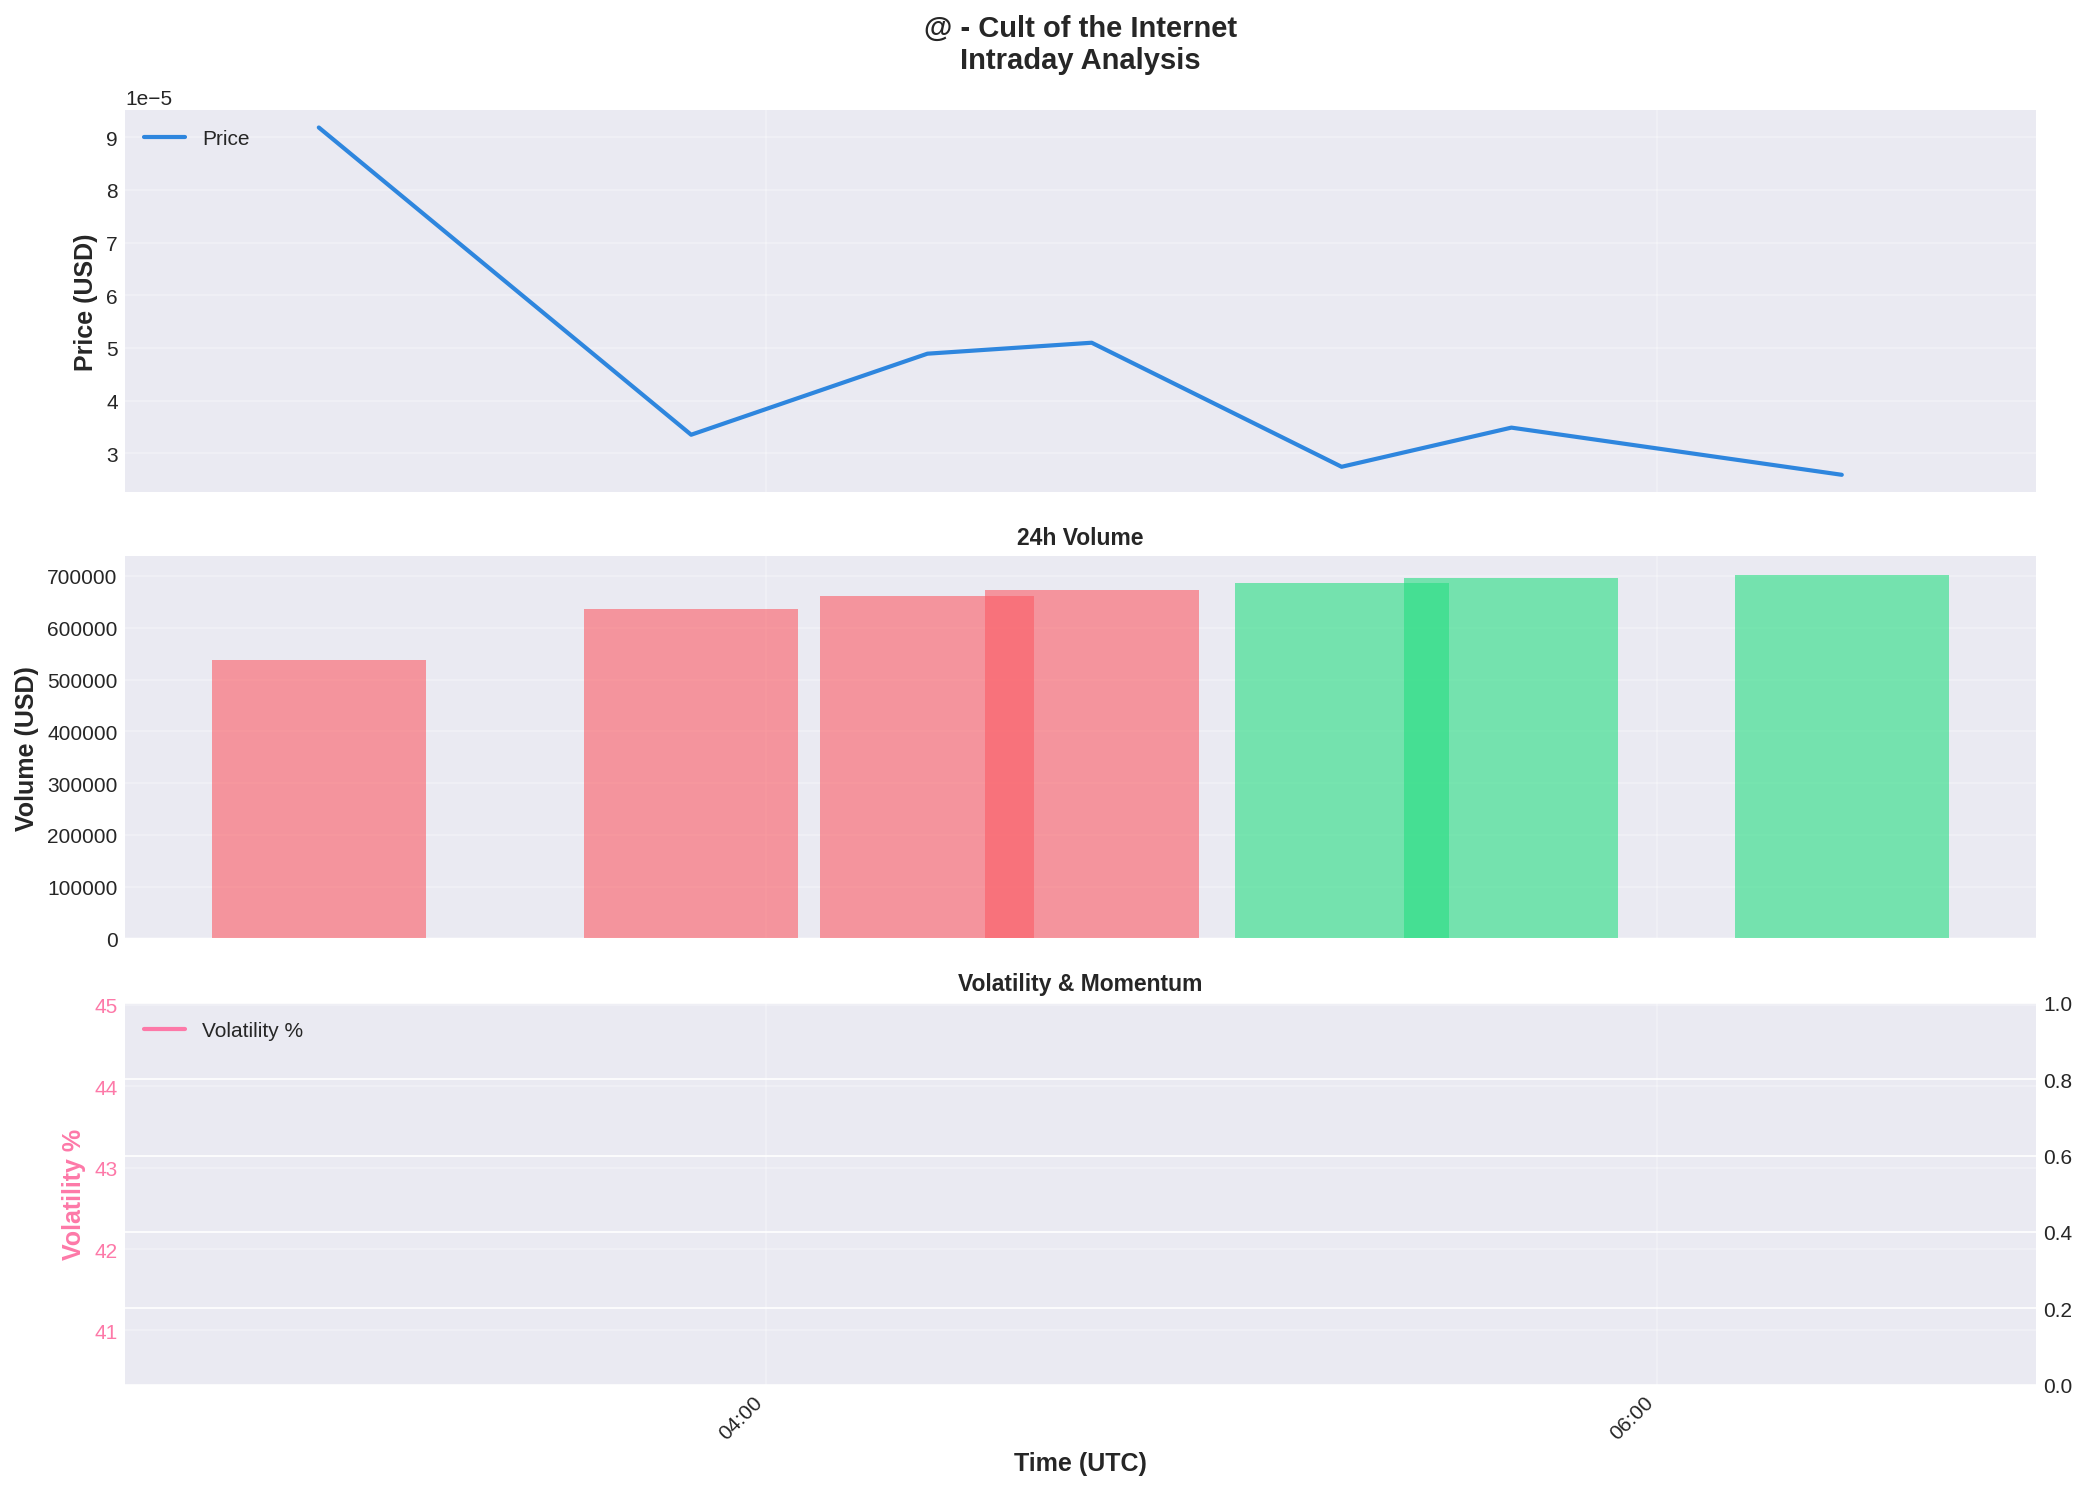 @ - Cult of the Internet
Intraday Analysis
1e−5
Price
9
8
7
6
5
4
3
Price (USD)
24h Volume
700000
600000
500000
400000
300000
200000
100000
0
Volume (USD)
Volatility & Momentum
Volatility %
45
44
43
42
41
Volatility %
1.0
0.8
0.6
0.4
0.2
0.0
04:00
06:00
Time (UTC)